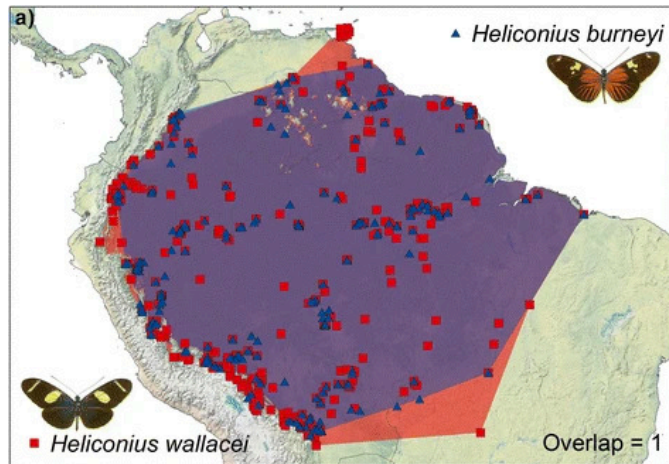 a)
Heliconius burneyi
Heliconius wallacei
Overlap = 1